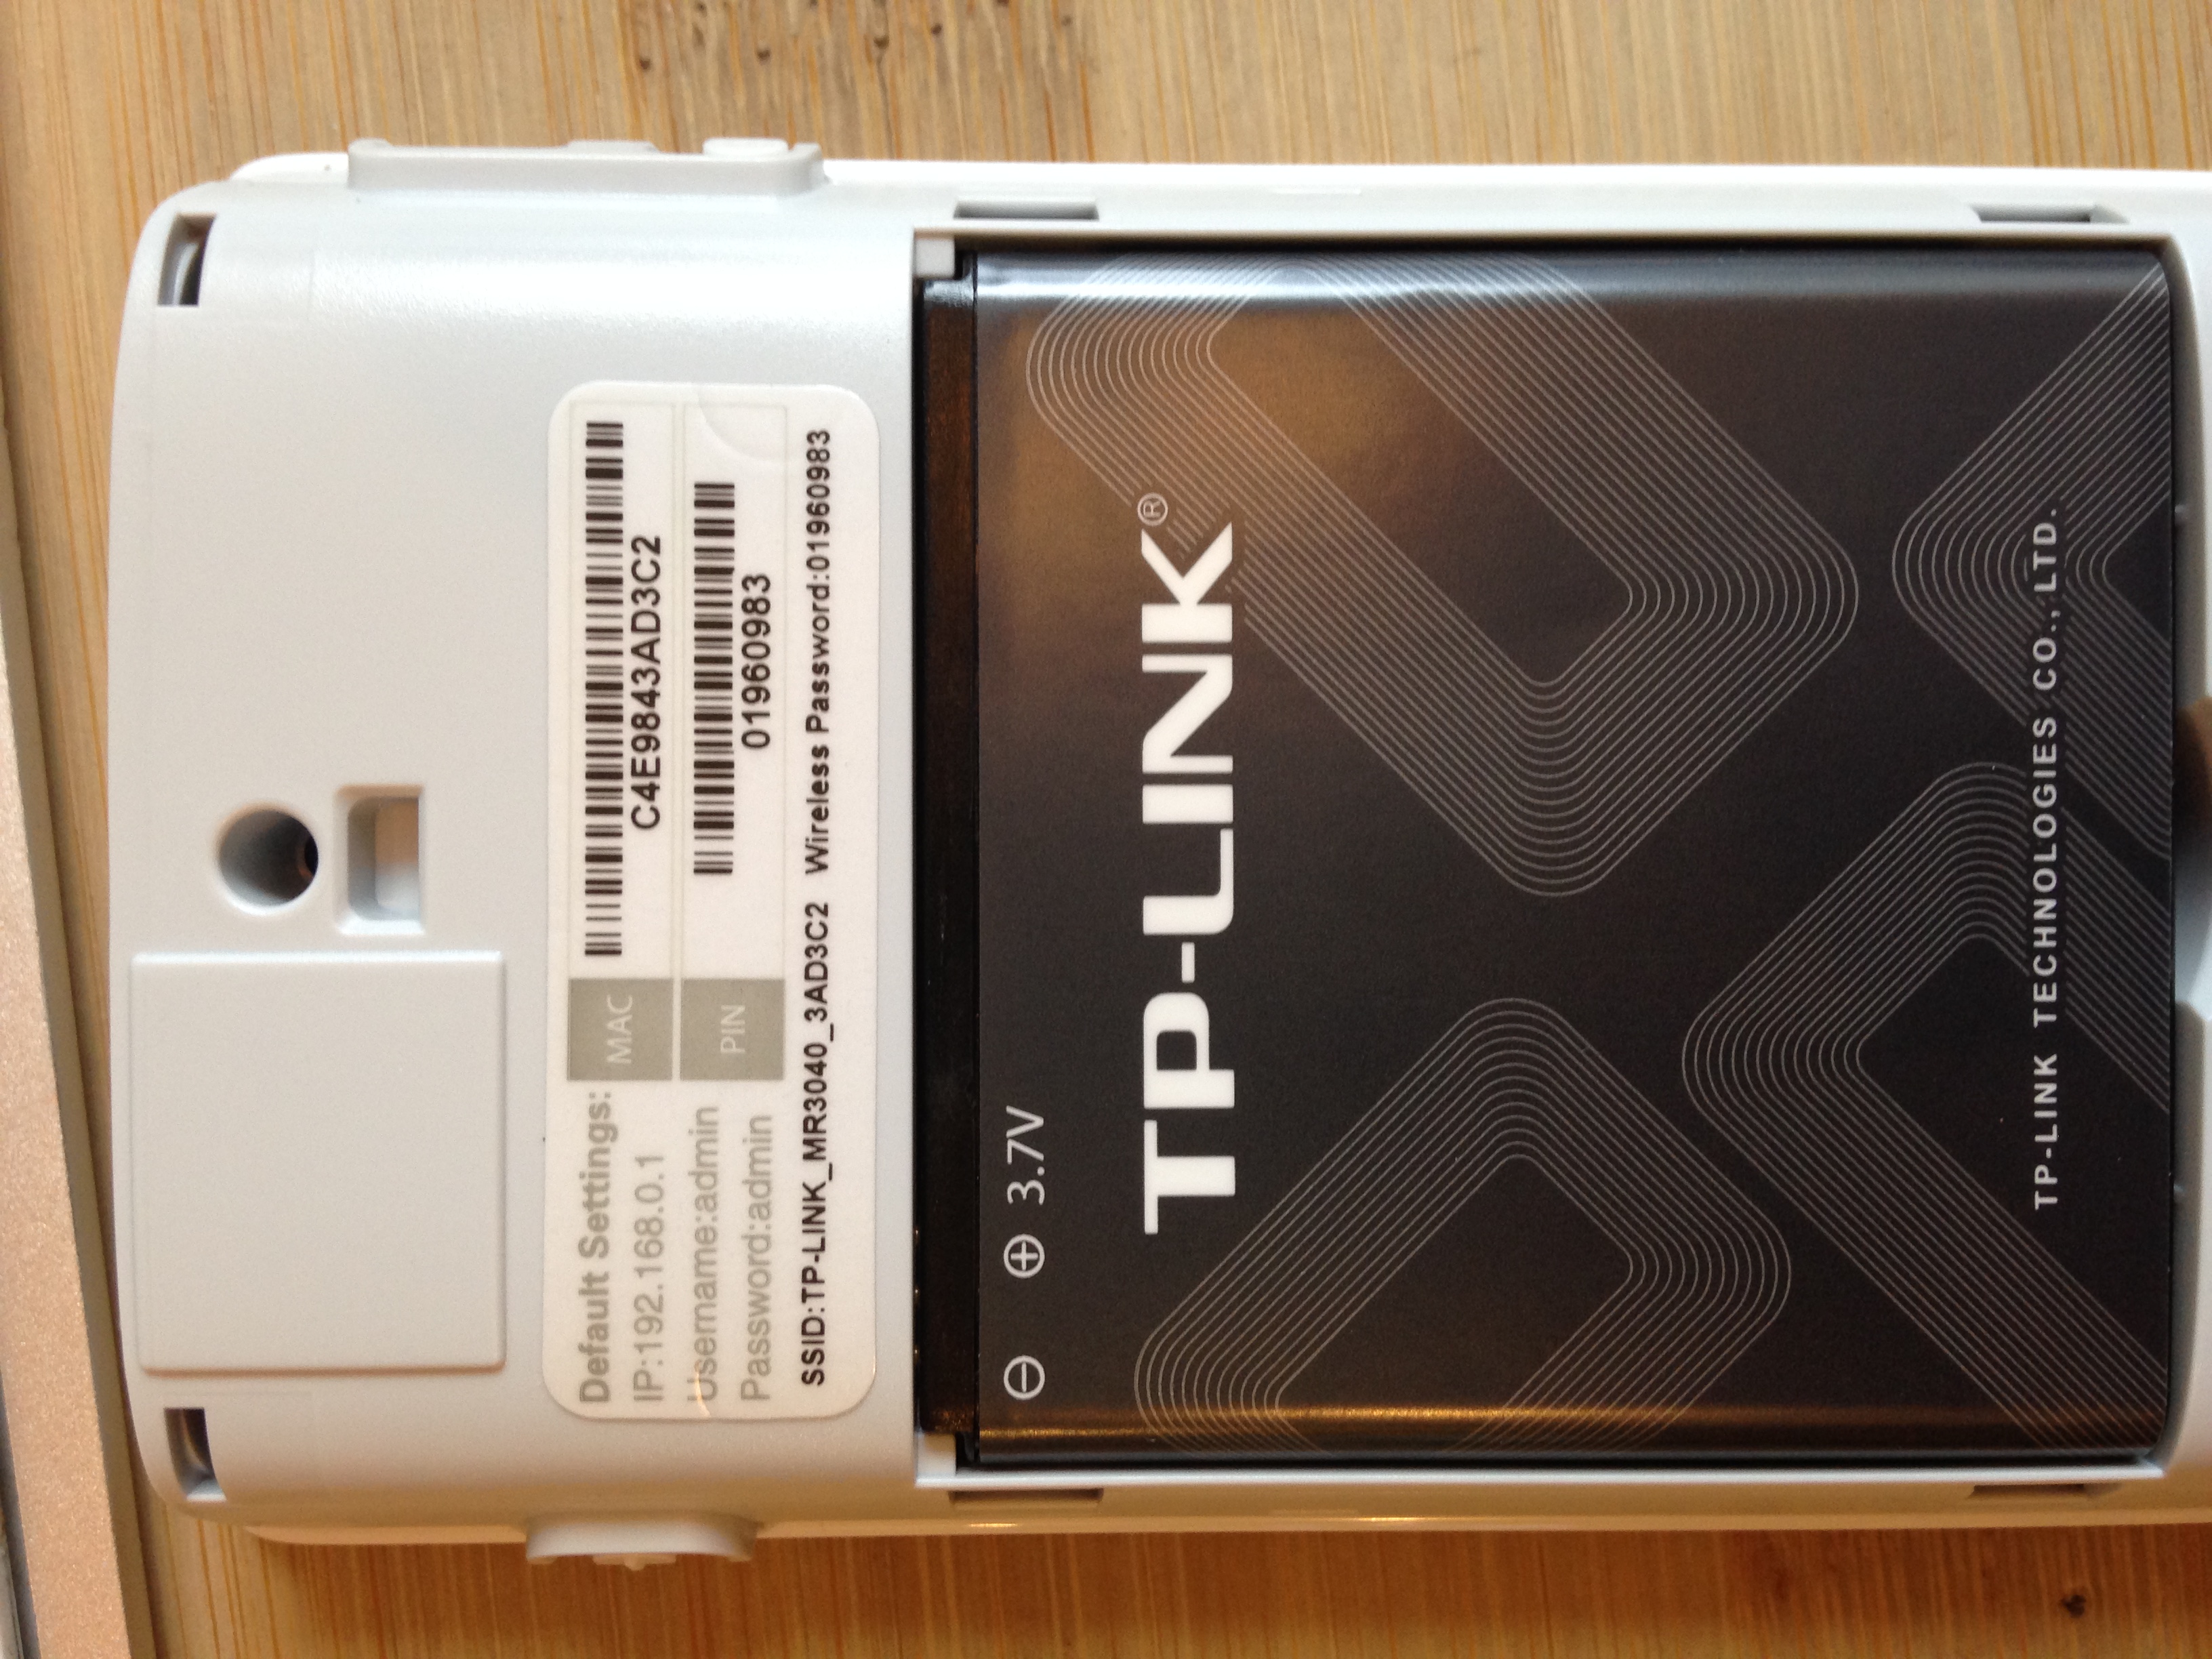 Default Settings:
IP:192.168.0.1
Username:admin
Password:admin
MAC
C4E9843AD3C2
PIN
01960983
SSID:TP-LINK_MR3040_3AD3C2 Wireless Password:01960983
⊖ ⊕ 3.7V
TP-LINK®
TP-LINK TECHNOLOGIES CO., LTD.